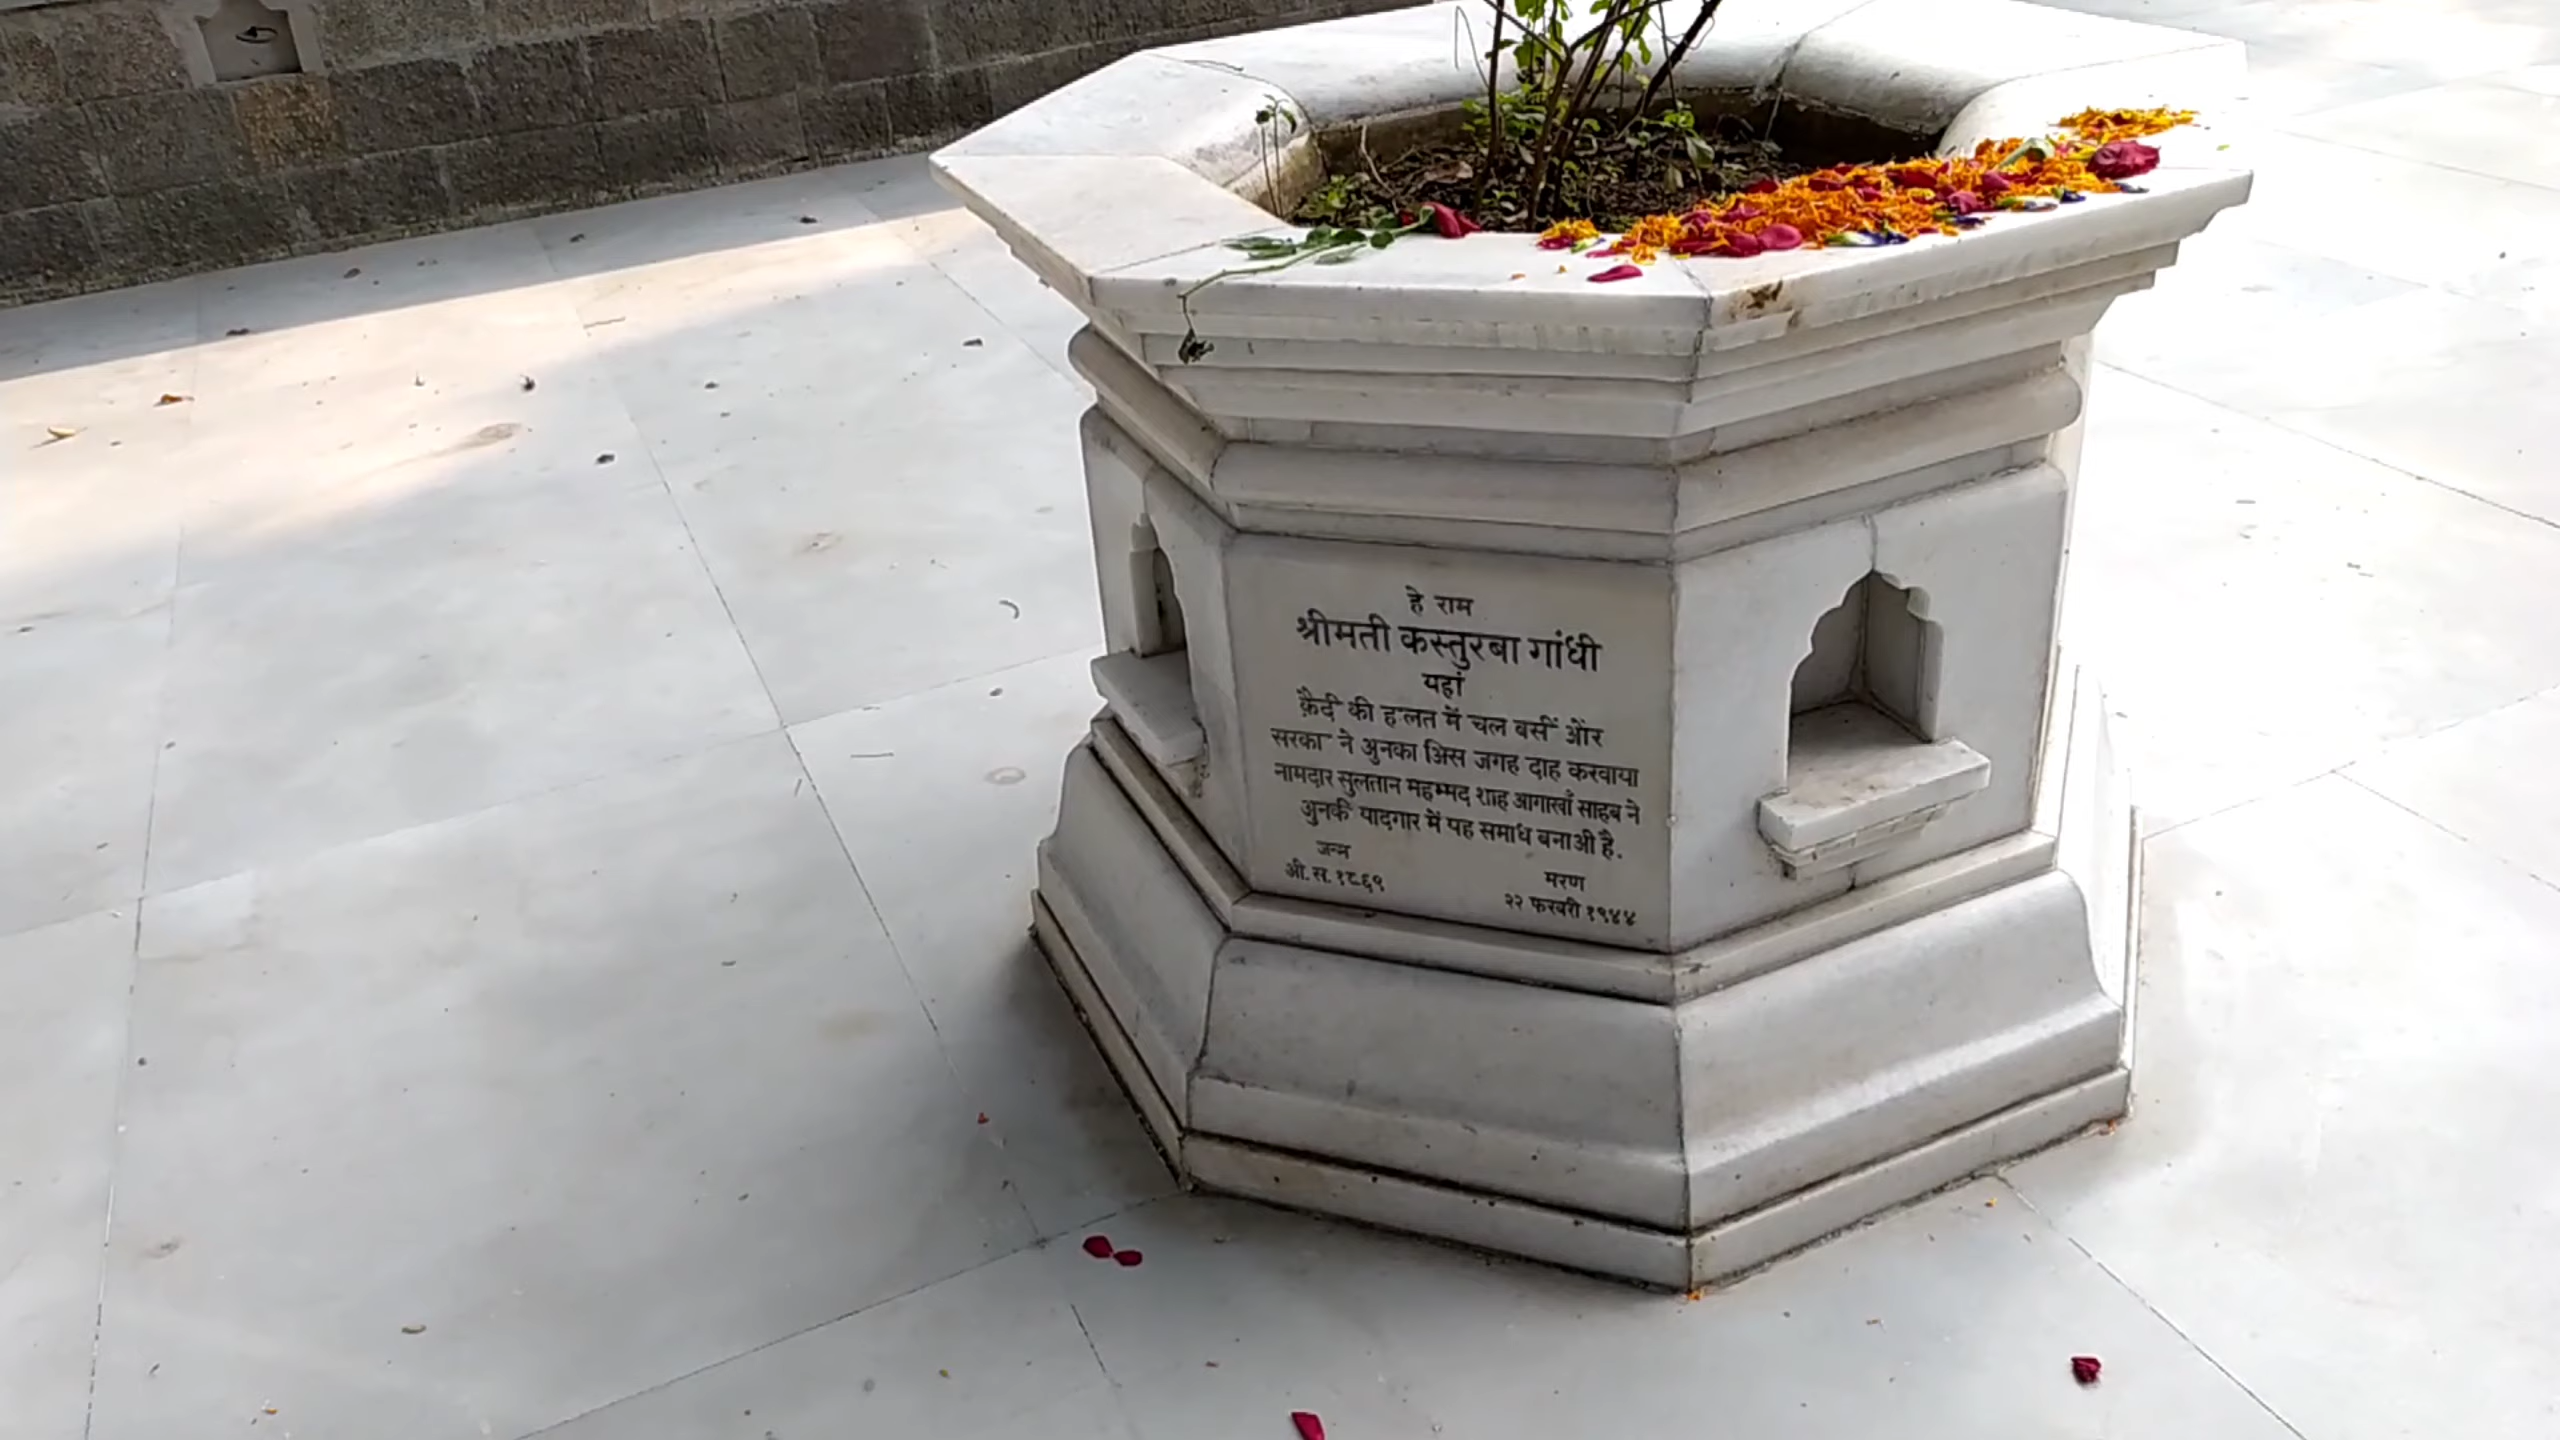 हे राम
श्रीमती कस्तुरबा गांधी
यहां
क़ैदी की हालत में चल बसीं और
सरकार ने अुनका अिस जगह दाह करवाया
नामदार सुलतान महम्मद शाह आगाखाँ साहब ने
अुनकी यादगार में यह समाधि बनाअी है.
जन्म
अी. स. १८६९
मरण
२२ फरवरी १९४४